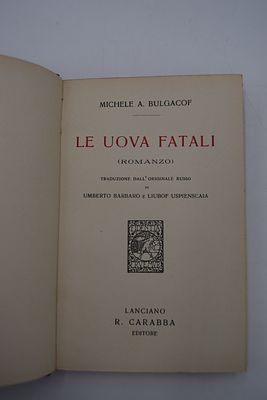 MICHELE A. BULGACOF
LE UOVA FATALI
(ROMANZO)
TRADUZIONE DALL'ORIGINALE RUSSO
DI
UMBERTO BARBARO E LIUBOF USPIENSCAIA
LANCIANO
R. CARABBA
EDITORE